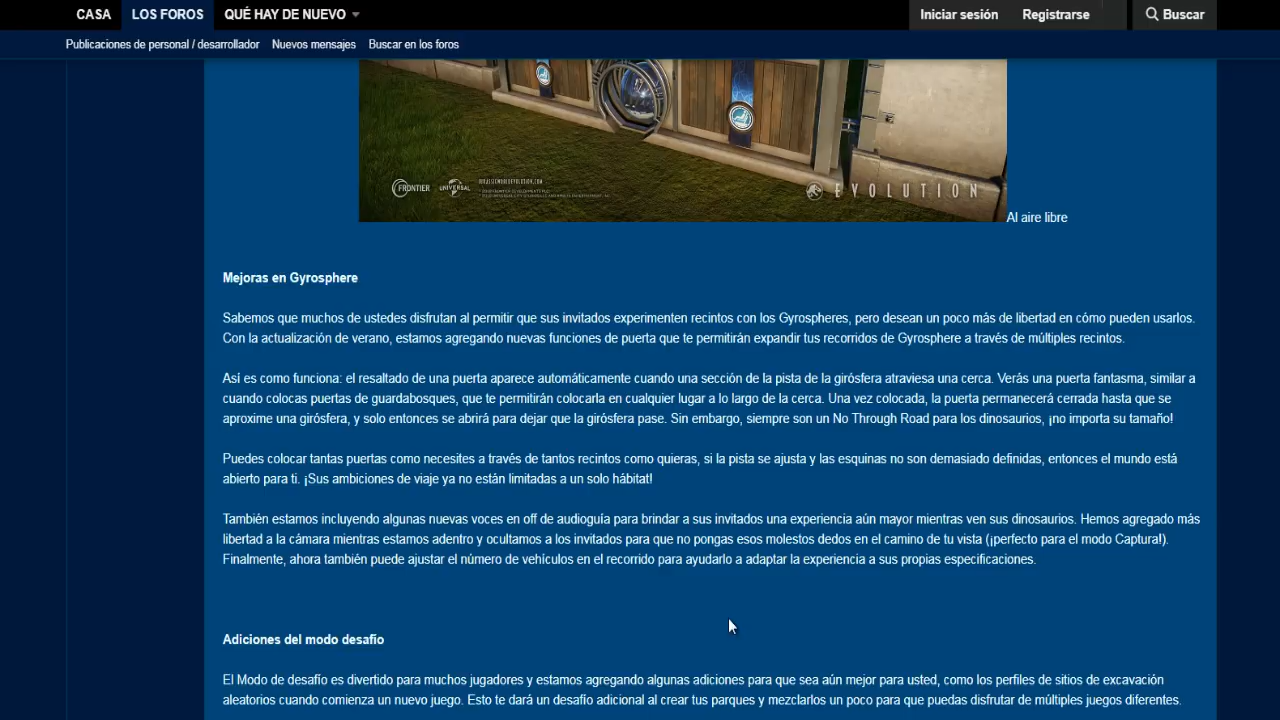 CASA LOS FOROS QUÉ HAY DE NUEVO Iniciar sesión Registrarse Buscar
Publicaciones de personal / desarrollador Nuevos mensajes Buscar en los foros
FRONTIER UNIVERSAL EVOLUTION
Al aire libre
Mejoras en Gyrosphere
Sabemos que muchos de ustedes disfrutan al permitir que sus invitados experimenten recintos con los Gyrospheres, pero desean un poco más de libertad en cómo pueden usarlos.
Con la actualización de verano, estamos agregando nuevas funciones de puerta que te permitirán expandir tus recorridos de Gyrosphere a través de múltiples recintos.
Así es como funciona: el resaltado de una puerta aparece automáticamente cuando una sección de la pista de la girósfera atraviesa una cerca. Verás una puerta fantasma, similar a
cuando colocas puertas de guardabosques, que te permitirán colocarla en cualquier lugar a lo largo de la cerca. Una vez colocada, la puerta permanecerá cerrada hasta que se
aproxime una girósfera, y solo entonces se abrirá para dejar que la girósfera pase. Sin embargo, siempre son un No Through Road para los dinosaurios, ¡no importa su tamaño!
Puedes colocar tantas puertas como necesites a través de tantos recintos como quieras, si la pista se ajusta y las esquinas no son demasiado definidas, entonces el mundo está
abierto para ti. ¡Sus ambiciones de viaje ya no están limitadas a un solo hábitat!
También estamos incluyendo algunas nuevas voces en off de audioguía para brindar a sus invitados una experiencia aún mayor mientras ven sus dinosaurios. Hemos agregado más
libertad a la cámara mientras estamos adentro y ocultamos a los invitados para que no pongas esos molestos dedos en el camino de tu vista (¡perfecto para el modo Captura!).
Finalmente, ahora también puede ajustar el número de vehículos en el recorrido para ayudarlo a adaptar la experiencia a sus propias especificaciones.
Adiciones del modo desafío
El Modo de desafío es divertido para muchos jugadores y estamos agregando algunas adiciones para que sea aún mejor para usted, como los perfiles de sitios de excavación
aleatorios cuando comienza un nuevo juego. Esto te dará un desafío adicional al crear tus parques y mezclarlos un poco para que puedas disfrutar de múltiples juegos diferentes.